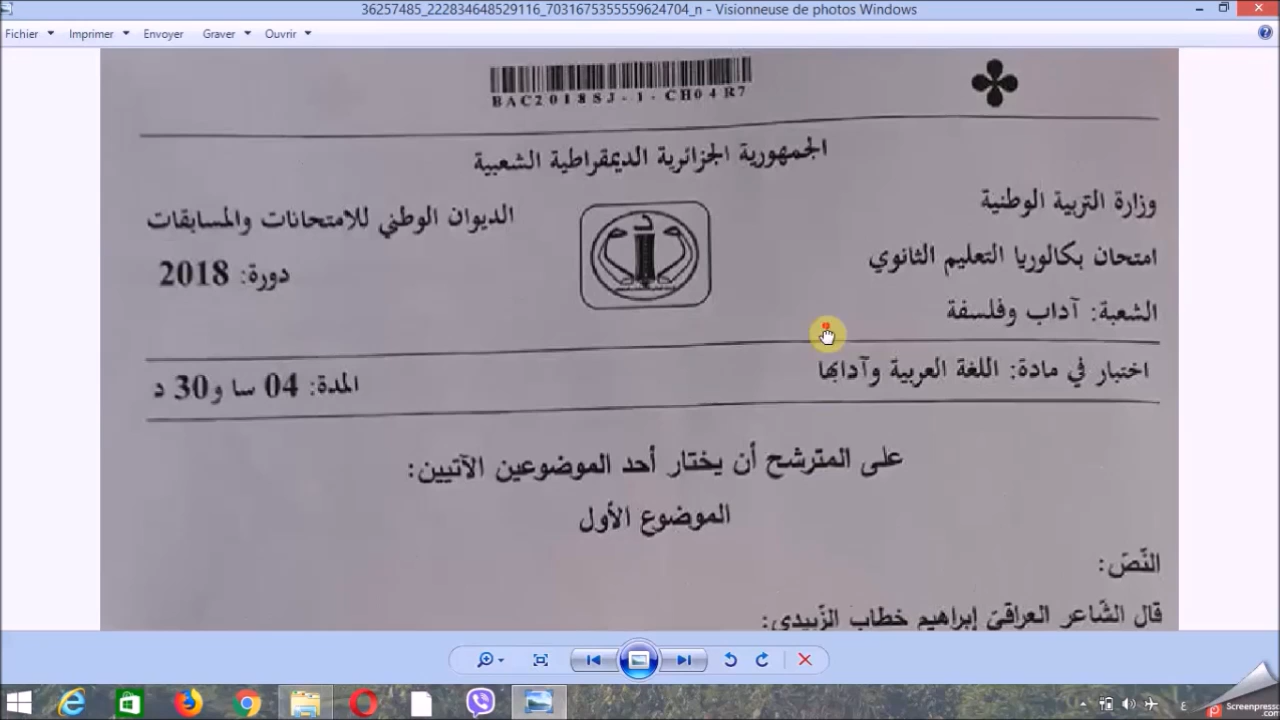 36257485_222834648529116_7031675355559624704_n - Visionneuse de photos Windows
Fichier Imprimer Envoyer Graver Ouvrir
BAC2018SJ-1-CH04R7
الجمهورية الجزائرية الديمقراطية الشعبية
وزارة التربية الوطنية
الديوان الوطني للامتحانات والمسابقات
امتحان بكالوريا التعليم الثانوي
دورة: 2018
الشعبة: آداب وفلسفة
اختبار في مادة: اللغة العربية وآدابها
المدة: 04 سا و30 د
على المترشح أن يختار أحد الموضوعين الآتيين:
الموضوع الأول
النّصّ:
قال الشّاعر العراقيّ إبراهيم خطاب الزّبيدي:
ع
Screenpresso
.com